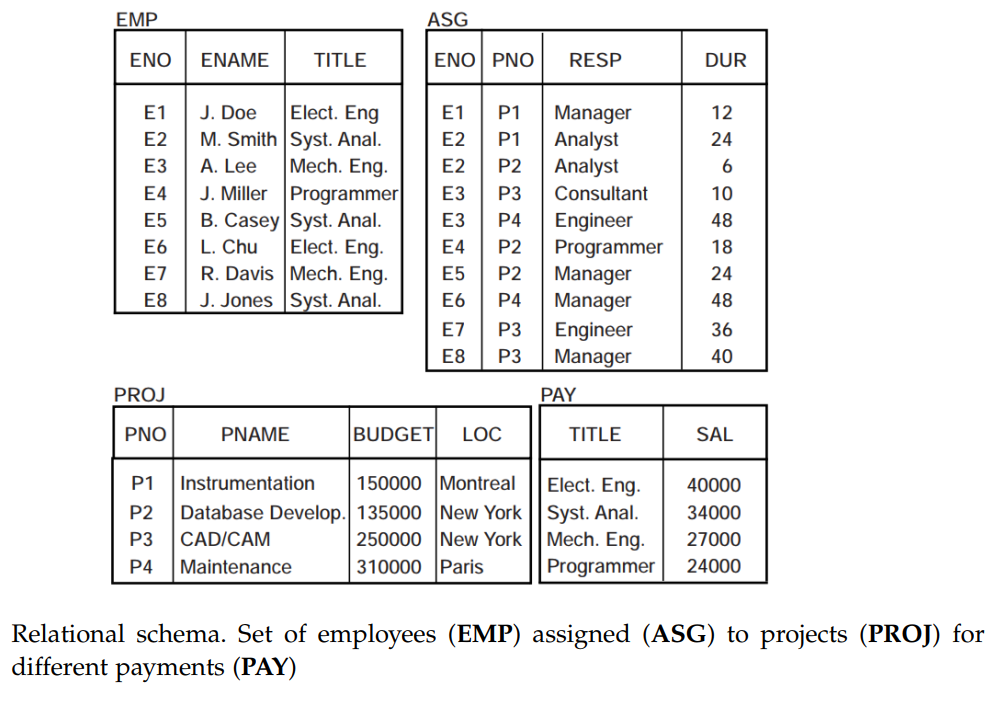 EMP
ENO ENAME TITLE
E1 J. Doe Elect. Eng
E2 M. Smith Syst. Anal.
E3 A. Lee Mech. Eng.
E4 J. Miller Programmer
E5 B. Casey Syst. Anal.
E6 L. Chu Elect. Eng.
E7 R. Davis Mech. Eng.
E8 J. Jones Syst. Anal.
ASG
ENO PNO RESP DUR
E1 P1 Manager 12
E2 P1 Analyst 24
E2 P2 Analyst 6
E3 P3 Consultant 10
E3 P4 Engineer 48
E4 P2 Programmer 18
E5 P2 Manager 24
E6 P4 Manager 48
E7 P3 Engineer 36
E8 P3 Manager 40
PROJ
PNO PNAME BUDGET LOC
P1 Instrumentation 150000 Montreal
P2 Database Develop. 135000 New York
P3 CAD/CAM 250000 New York
P4 Maintenance 310000 Paris
PAY
TITLE SAL
Elect. Eng. 40000
Syst. Anal. 34000
Mech. Eng. 27000
Programmer 24000
Relational schema. Set of employees (EMP) assigned (ASG) to projects (PROJ) for
different payments (PAY)